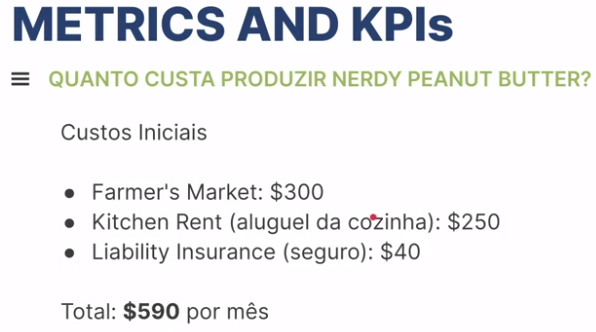 METRICS AND KPIs
QUANTO CUSTA PRODUZIR NERDY PEANUT BUTTER?
Custos Iniciais
● Farmer's Market: $300
● Kitchen Rent (aluguel da cozinha): $250
● Liability Insurance (seguro): $40
Total: $590 por mês